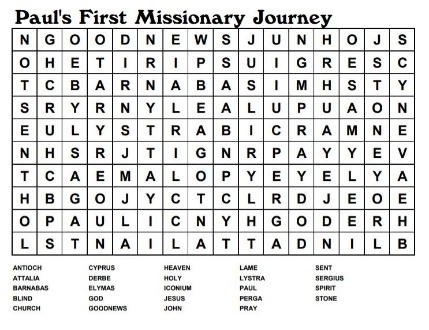 Paul's First Missionary Journey
N G O O D N E W S J U N H O J S
O H E T I R I P S U I G R E S C
T C B A R N A B A S I M H S T Y
S R Y R N Y L E A L U P U A O N
E U L Y S T R A B I C R A M N E
N H S R J T I G N R P A Y Y E V
T C A E M A L O P Y E Y E L Y A
H B G O J Y C T C L R D J E O E
O P A U L I C N Y H G O D E R H
L S T N A I L A T T A D N I L B
ANTIOCH CYPRUS HEAVEN LAME SENT
ATTALIA DERBE HOLY LYSTRA SERGIUS
BARNABAS ELYMAS ICONIUM PAUL SPIRIT
BLIND GOD JESUS PERGA STONE
CHURCH GOODNEWS JOHN PRAY